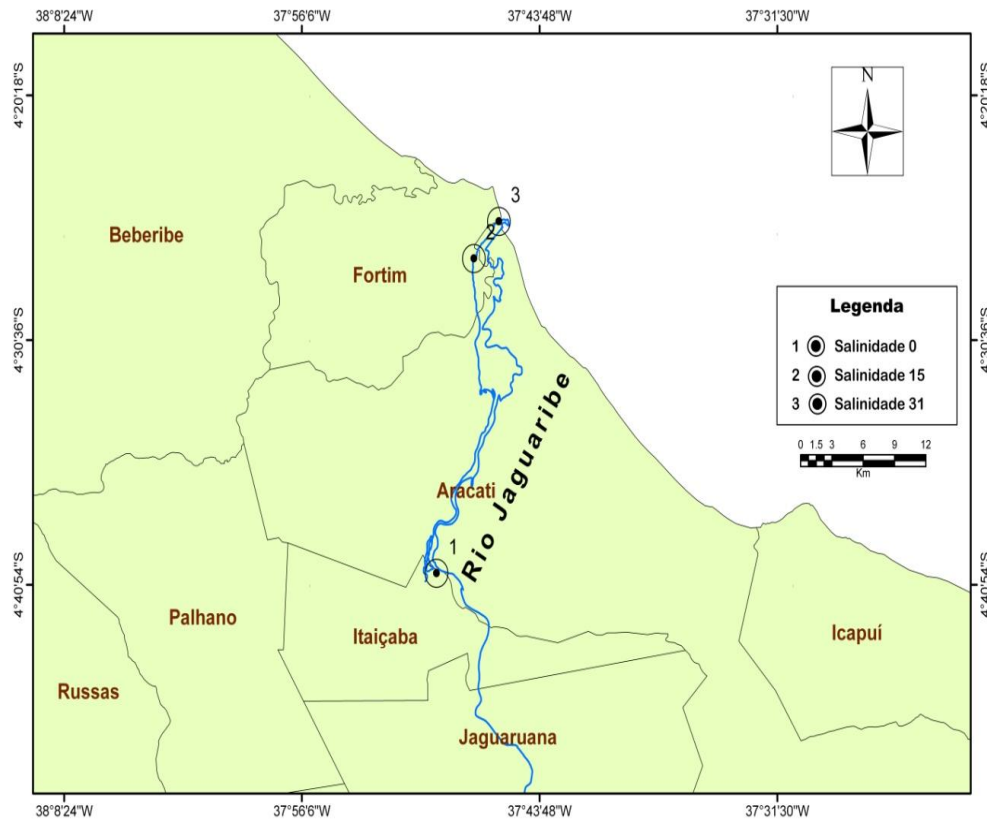 38°8'24"W 37°56'6"W 37°43'48"W 37°31'30"W
4°20'18"S 4°20'18"S
N
3
2
Beberibe
Fortim
Legenda
4°30'36"S 4°30'36"S
1 Salinidade 0
2 Salinidade 15
3 Salinidade 31
0 1.5 3 6 9 12
Km
Rio Jaguaribe
Aracati
1
4°40'54"S 4°40'54"S
Palhano
Itaiçaba
Icapuí
Russas
Jaguaruana
38°8'24"W 37°56'6"W 37°43'48"W 37°31'30"W